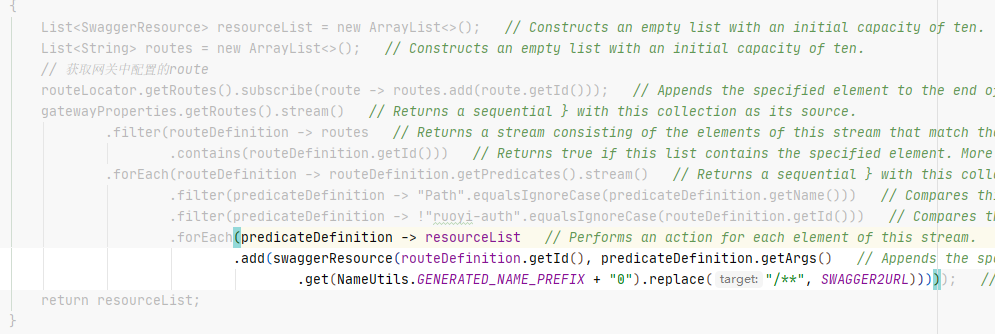 {
List<SwaggerResource> resourceList = new ArrayList<>();   // Constructs an empty list with an initial capacity of ten.
List<String> routes = new ArrayList<>();   // Constructs an empty list with an initial capacity of ten.
// 获取网关中配置的route
routeLocator.getRoutes().subscribe(route -> routes.add(route.getId()));   // Appends the specified element to the end of
gatewayProperties.getRoutes().stream()   // Returns a sequential } with this collection as its source.
.filter(routeDefinition -> routes   // Returns a stream consisting of the elements of this stream that match th
.contains(routeDefinition.getId()))   // Returns true if this list contains the specified element. More
.forEach(routeDefinition -> routeDefinition.getPredicates().stream()   // Returns a sequential } with this coll
.filter(predicateDefinition -> "Path".equalsIgnoreCase(predicateDefinition.getName()))   // Compares thi
.filter(predicateDefinition -> !"ruoyi-auth".equalsIgnoreCase(routeDefinition.getId()))   // Compares th
.forEach(predicateDefinition -> resourceList   // Performs an action for each element of this stream.
.add(swaggerResource(routeDefinition.getId(), predicateDefinition.getArgs()   // Appends the spe
.get(NameUtils.GENERATED_NAME_PREFIX + "0").replace( target: "/**", SWAGGER2URL)))));   //
return resourceList;
}